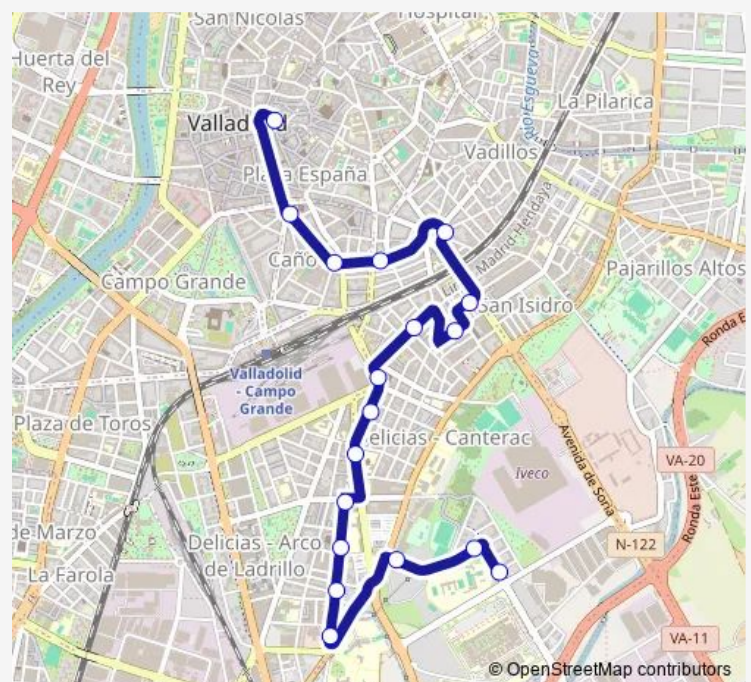 San Nicolas
Hospital
Huerta del
Rey
La Pilarica
Río Esgueva
Vallad
Vadillos
Plaza España
Línea Madrid-Hendaya
Caño
Campo Grande
Pajarillos Altos
San Isidro
Ronda E
Valladolid
- Campo
Grande
Plaza de Toros
elicias - Canterac
Avenida de Soria
VA-20
Iveco
Ronda Este
de Marzo
Delicias - Arco
de Ladrillo
N-122
La Farola
VA-11
© OpenStreetMap contributors